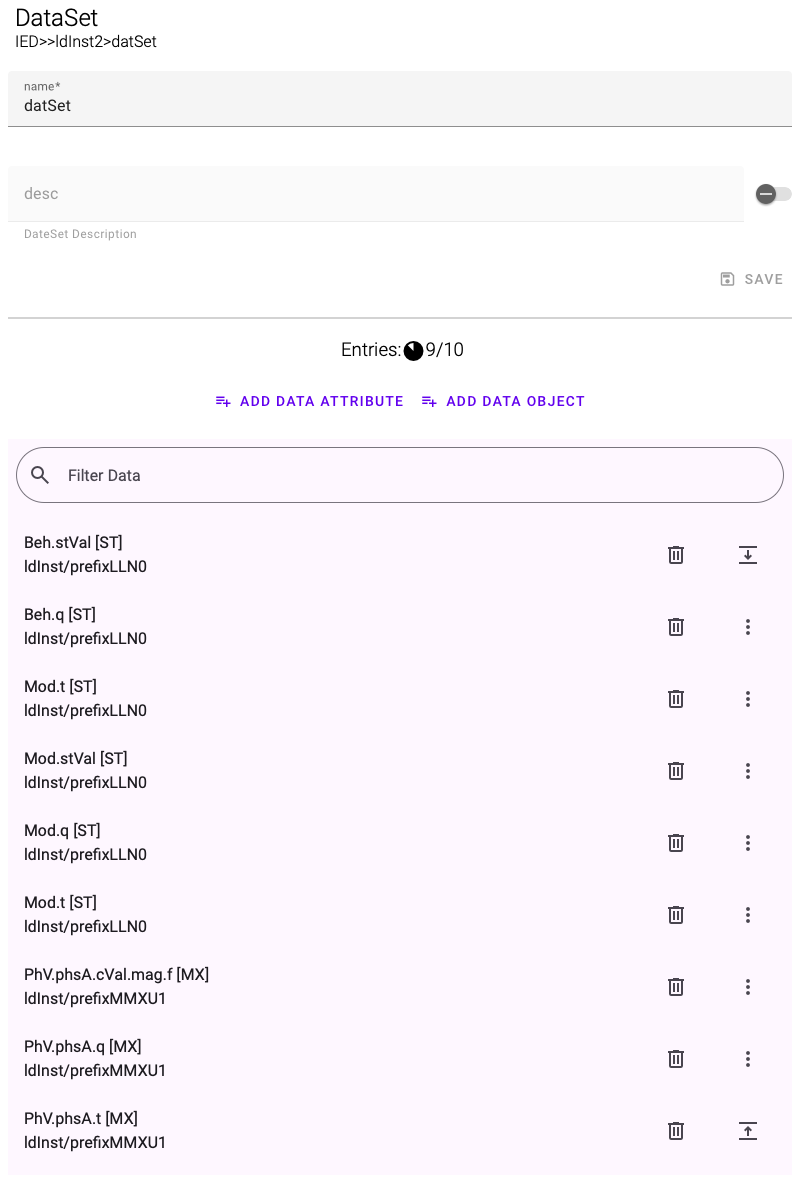 DataSet
IED>>ldInst2>datSet
name*
datSet
desc
DateSet Description
SAVE
Entries: 9/10
ADD DATA ATTRIBUTE ADD DATA OBJECT
Filter Data
Beh.stVal [ST]
ldInst/prefixLLN0
Beh.q [ST]
ldInst/prefixLLN0
Mod.t [ST]
ldInst/prefixLLN0
Mod.stVal [ST]
ldInst/prefixLLN0
Mod.q [ST]
ldInst/prefixLLN0
Mod.t [ST]
ldInst/prefixLLN0
PhV.phsA.cVal.mag.f [MX]
ldInst/prefixMMXU1
PhV.phsA.q [MX]
ldInst/prefixMMXU1
PhV.phsA.t [MX]
ldInst/prefixMMXU1